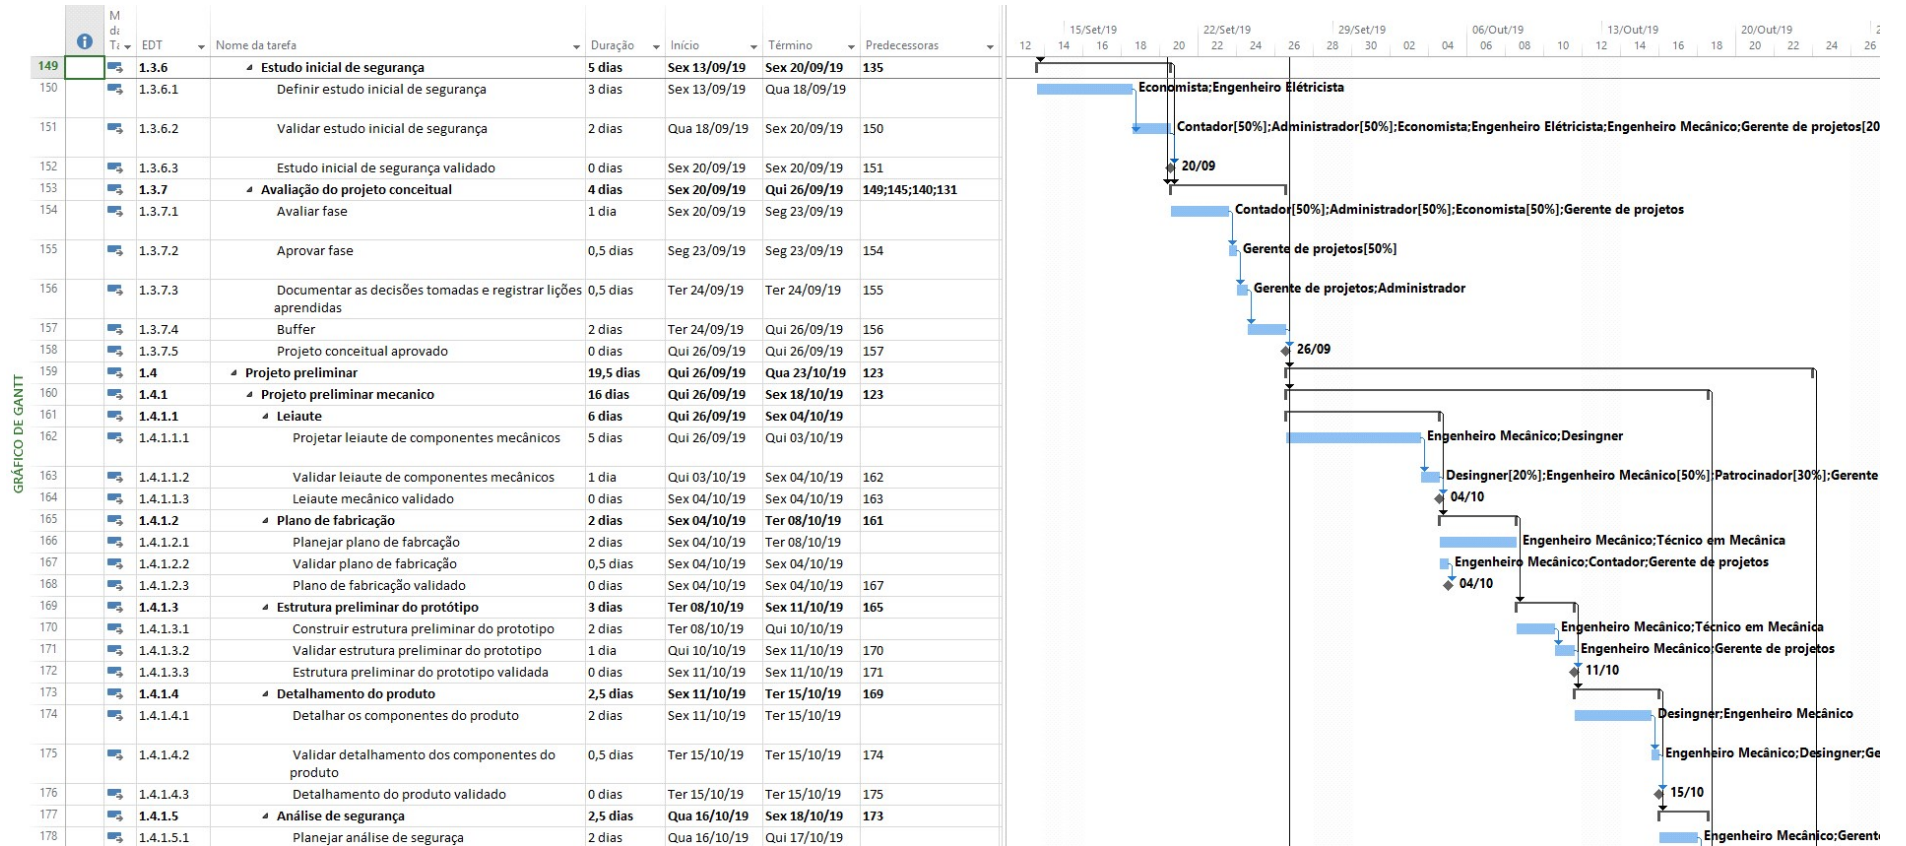 M
da
Ta EDT Nome da tarefa Duração Início Término Predecessoras
15/Set/19 22/Set/19 29/Set/19 06/Out/19 13/Out/19 20/Out/19 2
12 14 16 18 20 22 24 26 28 30 02 04 06 08 10 12 14 16 18 20 22 24 26
149 1.3.6 Estudo inicial de segurança 5 dias Sex 13/09/19 Sex 20/09/19 135
150 1.3.6.1 Definir estudo inicial de segurança 3 dias Sex 13/09/19 Qua 18/09/19 Economista;Engenheiro Elétricista
151 1.3.6.2 Validar estudo inicial de segurança 2 dias Qua 18/09/19 Sex 20/09/19 150 Contador[50%];Administrador[50%];Economista;Engenheiro Elétricista;Engenheiro Mecânico;Gerente de projetos[20
152 1.3.6.3 Estudo inicial de segurança validado 0 dias Sex 20/09/19 Sex 20/09/19 151 20/09
153 1.3.7 Avaliação do projeto conceitual 4 dias Sex 20/09/19 Qui 26/09/19 149;145;140;131
154 1.3.7.1 Avaliar fase 1 dia Sex 20/09/19 Seg 23/09/19 Contador[50%];Administrador[50%];Economista[50%];Gerente de projetos
155 1.3.7.2 Aprovar fase 0,5 dias Seg 23/09/19 Seg 23/09/19 154 Gerente de projetos[50%]
156 1.3.7.3 Documentar as decisões tomadas e registrar lições 0,5 dias Ter 24/09/19 Ter 24/09/19 155 Gerente de projetos;Administrador
aprendidas
157 1.3.7.4 Buffer 2 dias Ter 24/09/19 Qui 26/09/19 156
158 1.3.7.5 Projeto conceitual aprovado 0 dias Qui 26/09/19 Qui 26/09/19 157 26/09
159 1.4 Projeto preliminar 19,5 dias Qui 26/09/19 Qua 23/10/19 123
160 1.4.1 Projeto preliminar mecanico 16 dias Qui 26/09/19 Sex 18/10/19 123
161 1.4.1.1 Leiaute 6 dias Qui 26/09/19 Sex 04/10/19
162 1.4.1.1.1 Projetar leiaute de componentes mecânicos 5 dias Qui 26/09/19 Qui 03/10/19 Engenheiro Mecânico;Desingner
163 1.4.1.1.2 Validar leiaute de componentes mecânicos 1 dia Qui 03/10/19 Sex 04/10/19 162 Desingner[20%];Engenheiro Mecânico[50%];Patrocinador[30%];Gerente
164 1.4.1.1.3 Leiaute mecânico validado 0 dias Sex 04/10/19 Sex 04/10/19 163 04/10
165 1.4.1.2 Plano de fabricação 2 dias Sex 04/10/19 Ter 08/10/19 161
166 1.4.1.2.1 Planejar plano de fabrcação 2 dias Sex 04/10/19 Ter 08/10/19 Engenheiro Mecânico;Técnico em Mecânica
167 1.4.1.2.2 Validar plano de fabricação 0,5 dias Sex 04/10/19 Sex 04/10/19 Engenheiro Mecânico;Contador;Gerente de projetos
168 1.4.1.2.3 Plano de fabricação validado 0 dias Sex 04/10/19 Sex 04/10/19 167 04/10
169 1.4.1.3 Estrutura preliminar do protótipo 3 dias Ter 08/10/19 Sex 11/10/19 165
170 1.4.1.3.1 Construir estrutura preliminar do prototipo 2 dias Ter 08/10/19 Qui 10/10/19 Engenheiro Mecânico;Técnico em Mecânica
171 1.4.1.3.2 Validar estrutura preliminar do prototipo 1 dia Qui 10/10/19 Sex 11/10/19 170 Engenheiro Mecânico;Gerente de projetos
172 1.4.1.3.3 Estrutura preliminar do prototipo validada 0 dias Sex 11/10/19 Sex 11/10/19 171 11/10
173 1.4.1.4 Detalhamento do produto 2,5 dias Sex 11/10/19 Ter 15/10/19 169
174 1.4.1.4.1 Detalhar os componentes do produto 2 dias Sex 11/10/19 Ter 15/10/19 Desingner;Engenheiro Mecânico
175 1.4.1.4.2 Validar detalhamento dos componentes do 0,5 dias Ter 15/10/19 Ter 15/10/19 174 Engenheiro Mecânico;Desingner;Ge
produto
176 1.4.1.4.3 Detalhamento do produto validado 0 dias Ter 15/10/19 Ter 15/10/19 175 15/10
177 1.4.1.5 Análise de segurança 2,5 dias Qua 16/10/19 Sex 18/10/19 173
178 1.4.1.5.1 Planejar análise de seguraça 2 dias Qua 16/10/19 Qui 17/10/19 Engenheiro Mecânico;Gerent
GRÁFICO DE GANTT